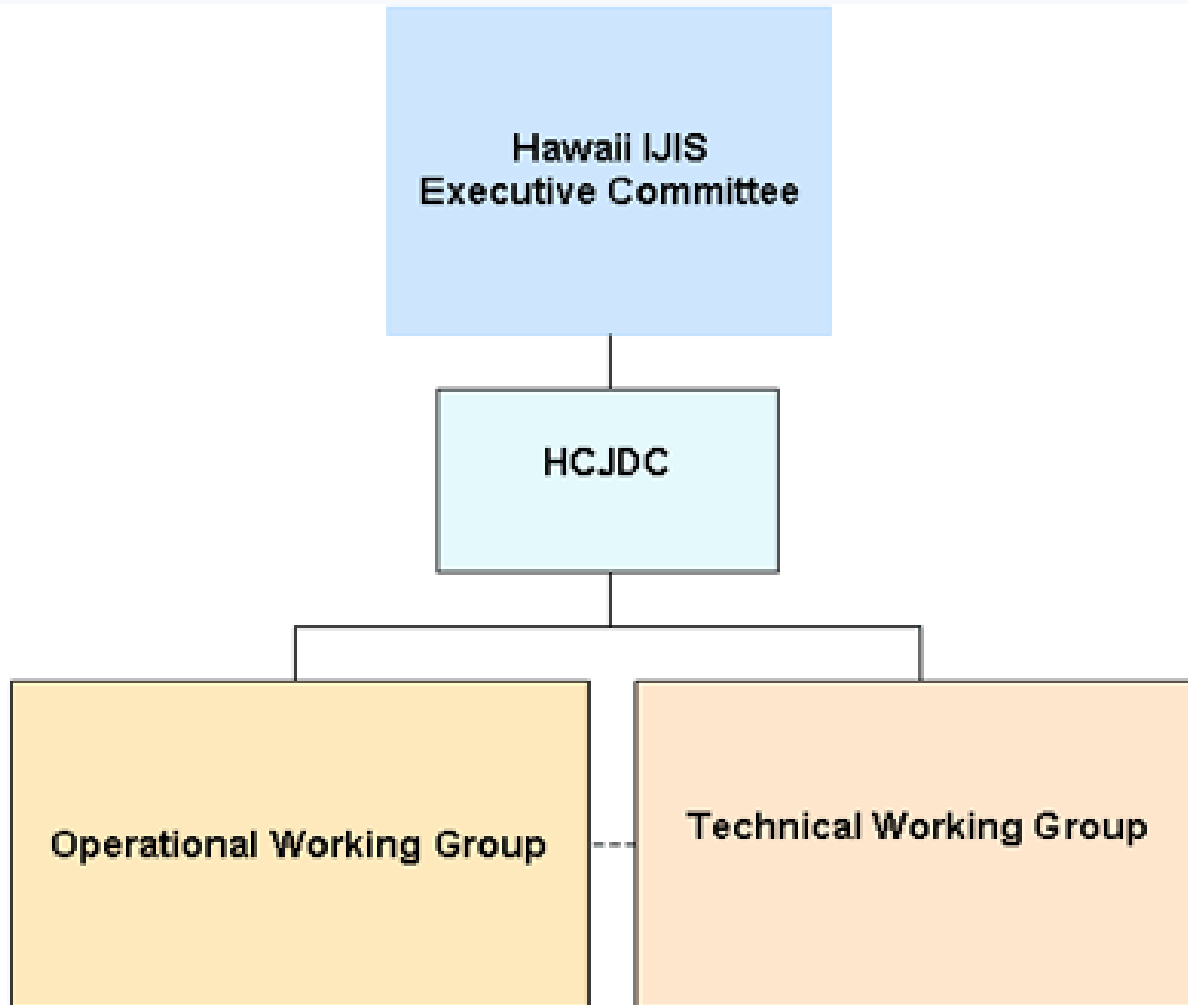 Hawaii IJIS
Executive Committee
HCJDC
Operational Working Group
Technical Working Group